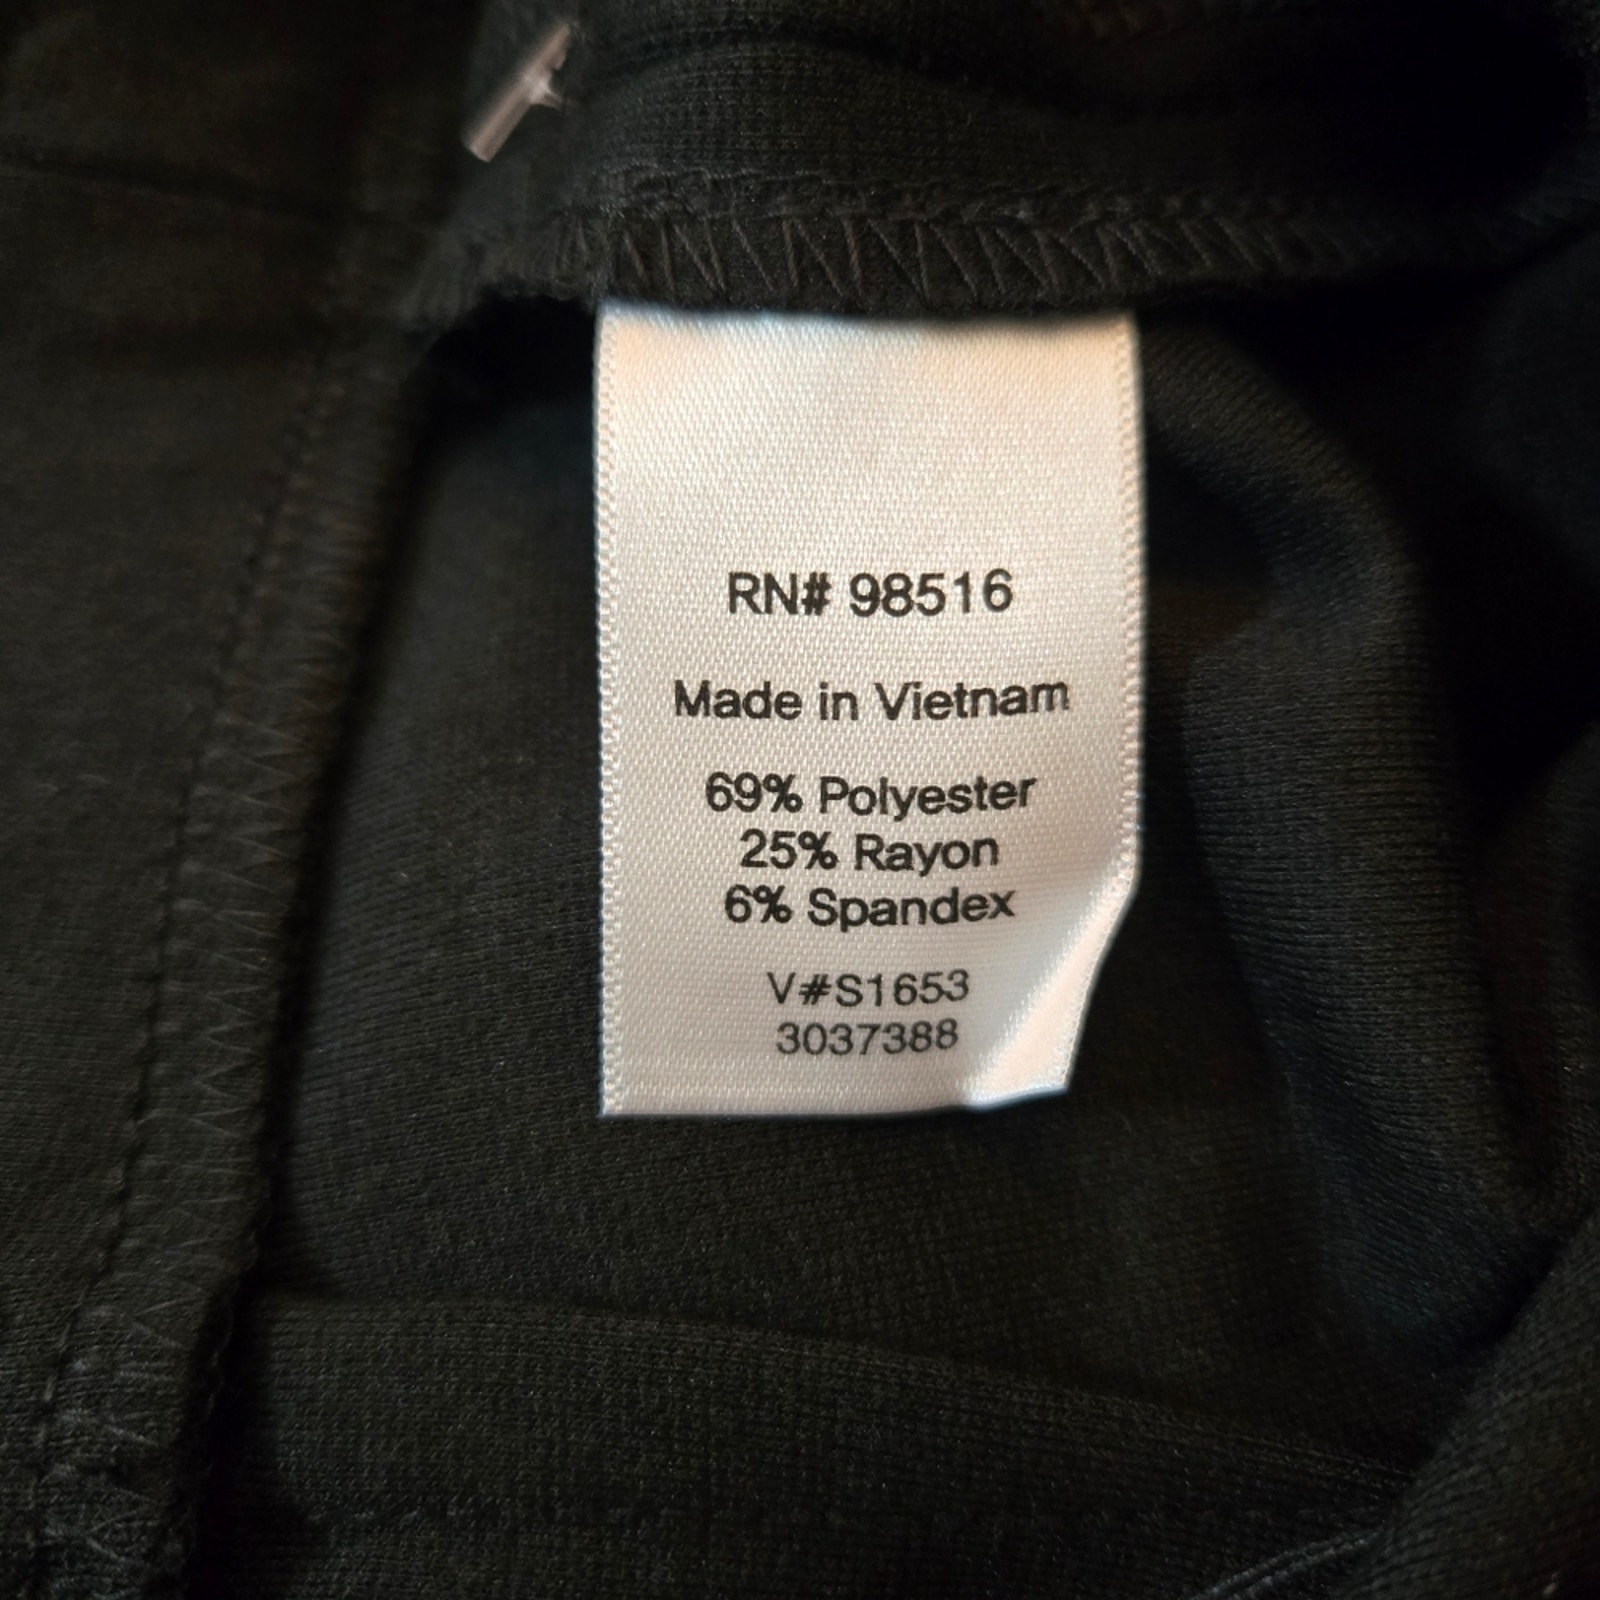 RN# 98516
Made in Vietnam
69% Polyester
25% Rayon
6% Spandex
V#S1653
3037388